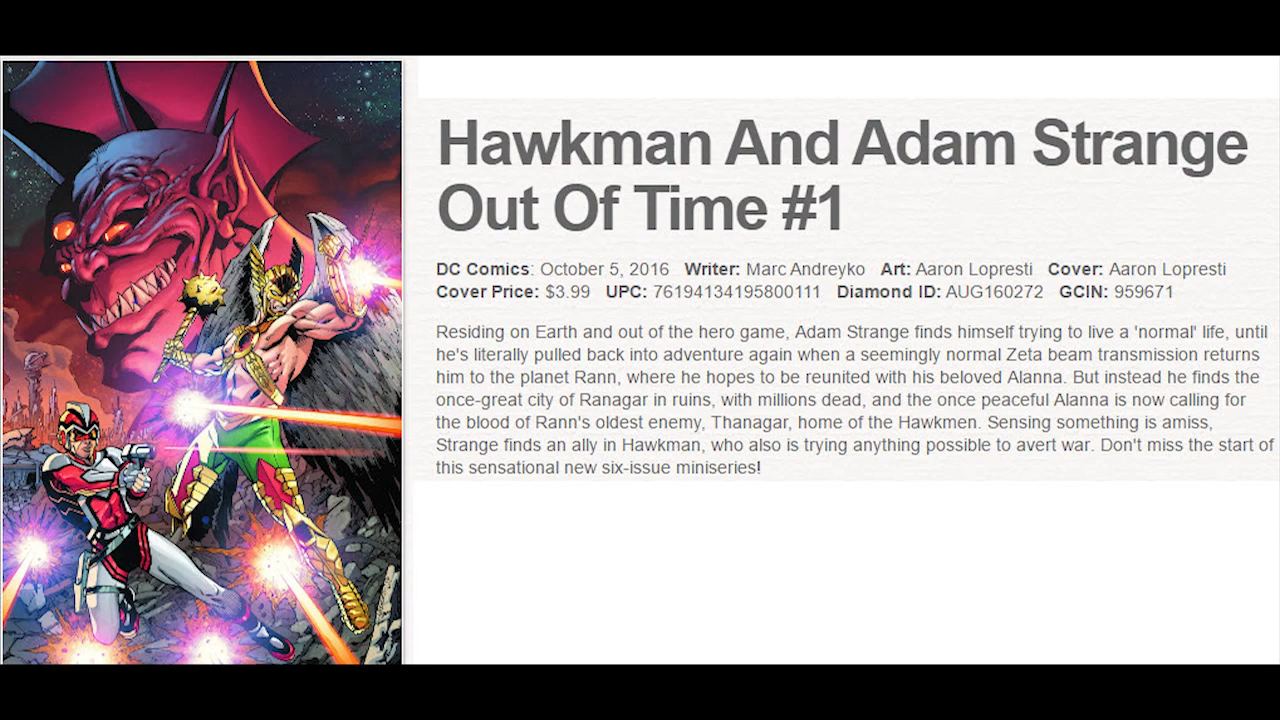 Hawkman And Adam Strange
Out Of Time #1
DC Comics: October 5, 2016 Writer: Marc Andreyko Art: Aaron Lopresti Cover: Aaron Lopresti
Cover Price: $3.99 UPC: 76194134195800111 Diamond ID: AUG160272 GCIN: 959671
Residing on Earth and out of the hero game, Adam Strange finds himself trying to live a 'normal' life, until
he's literally pulled back into adventure again when a seemingly normal Zeta beam transmission returns
him to the planet Rann, where he hopes to be reunited with his beloved Alanna. But instead he finds the
once-great city of Ranagar in ruins, with millions dead, and the once peaceful Alanna is now calling for
the blood of Rann's oldest enemy, Thanagar, home of the Hawkmen. Sensing something is amiss,
Strange finds an ally in Hawkman, who also is trying anything possible to avert war. Don't miss the start of
this sensational new six-issue miniseries!